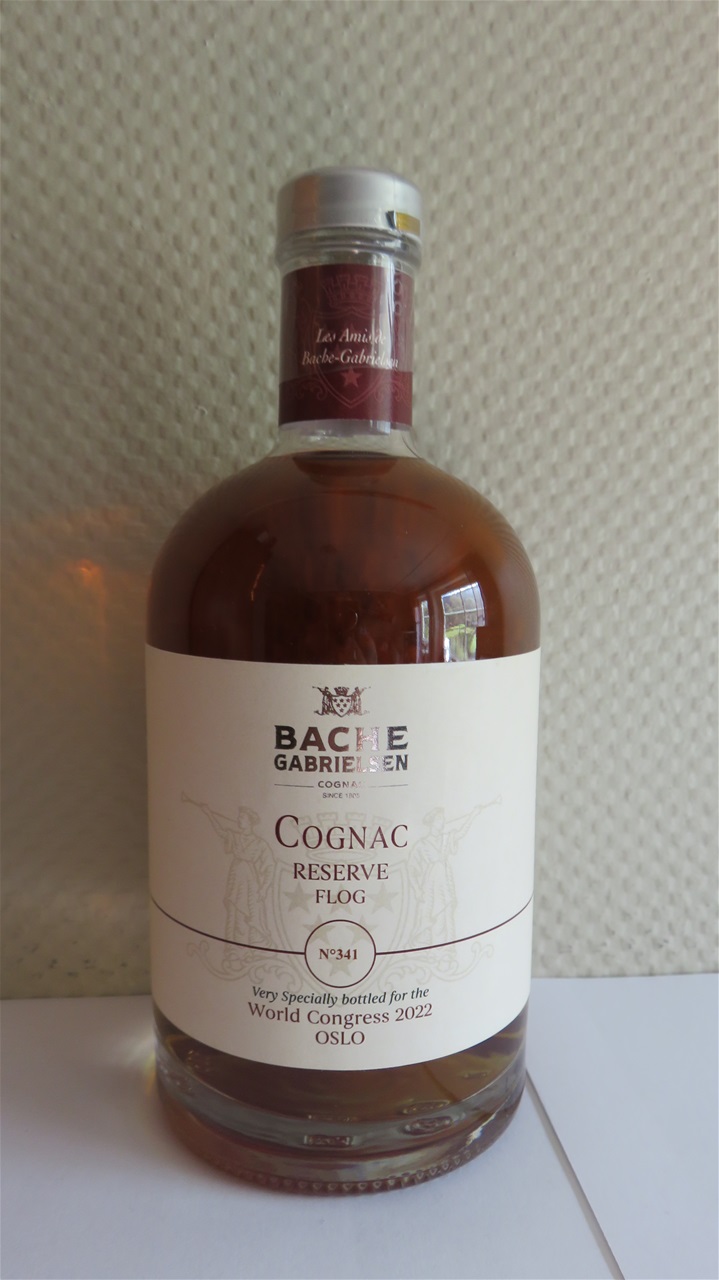 Les Amis de
Bache-Gabrielsen
BACHE
GABRIELSEN
COGNAC
SINCE 1905
COGNAC
RESERVE
FLOG
N°341
Very Specially bottled for the
World Congress 2022
OSLO